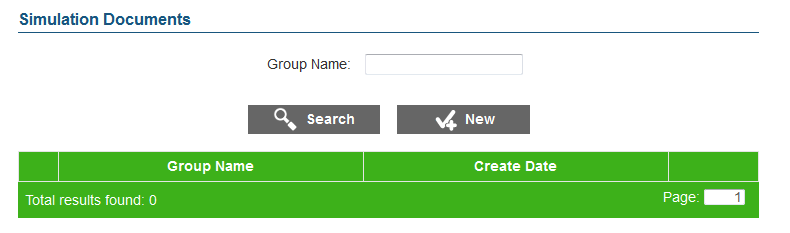 Simulation Documents
Group Name:
Search New
Group Name Create Date
Total results found: 0 Page: 1